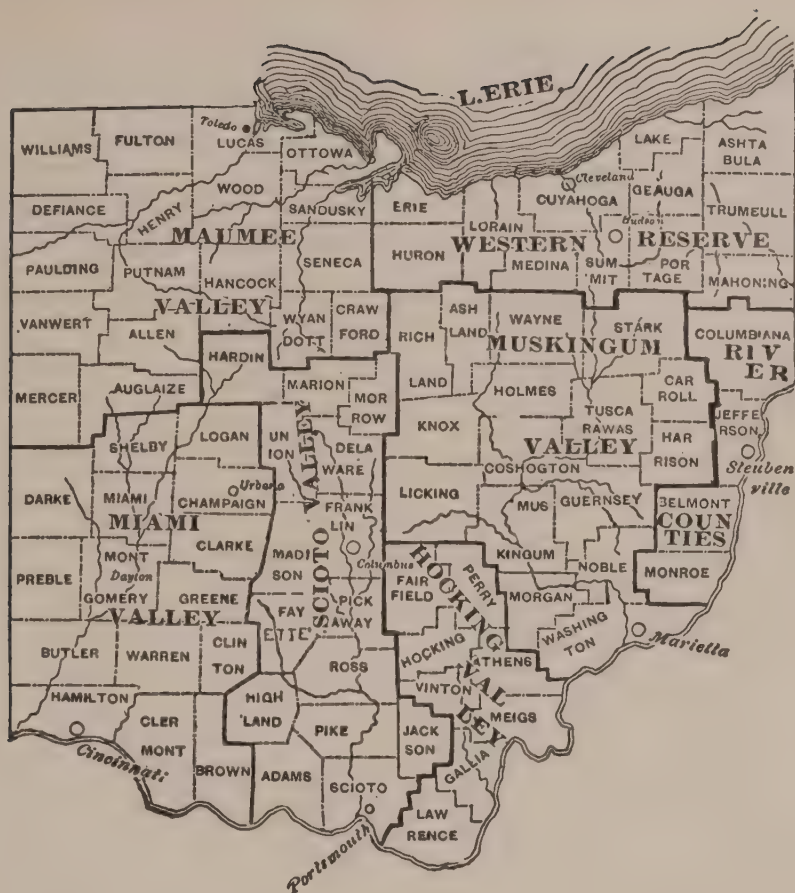 L. ERIE.
WILLIAMS
FULTON
Toledo
LUCAS
OTTOWA
LAKE
ASHTA
BULA
DEFIANCE
HENRY
WOOD
SANDUSKY
ERIE
LORAIN
Cleveland
CUYAHOGA
GEAUGA
TRUMEULL
MAUMEE
WESTERN
Hudson
RESERVE
PAULDING
PUTNAM
HANCOCK
SENECA
HURON
MEDINA
SUM
MIT
POR
TAGE
MAHONING
VALLEY
VANWERT
ALLEN
WYAN
DOTT
CRAW
FORD
RICH
LAND
ASH
LAND
WAYNE
STARK
COLUMBIANA
MUSKINGUM
RIV
ER
HARDIN
MERCER
AUGLAIZE
MARION
MOR
ROW
HOLMES
TUSCA
RAWAS
CAR
ROLL
JEFFE
RSON
SHELBY
LOGAN
UN
ION
DELA
WARE
KNOX
VALLEY
HAR
RISON
Steuben
ville
COSHOGTON
DARKE
MIAMI
CHAMPAIGN
Urbana
FRANK
LIN
LICKING
MUS
KINGUM
GUERNSEY
BELMONT
COUN
TIES
MIAMI
MONT
GOMERY
Dayton
CLARKE
MADI
SON
Columbus
SCIOTO VALLEY
NOBLE
MONROE
PREBLE
GREENE
FAY
ETTE
PICK
AWAY
FAIR
FIELD
PERRY
MORGAN
VALLEY
WASHING
TON
Marietta
BUTLER
WARREN
CLIN
TON
ROSS
HOCKING
ATHENS
HOCKING
VAL
LEY
HAMILTON
HIGH
LAND
VINTON
MEIGS
CLER
MONT
Cincinnati
BROWN
ADAMS
PIKE
JACK
SON
GALLIA
SCIOTO
LAW
RENCE
Portsmouth